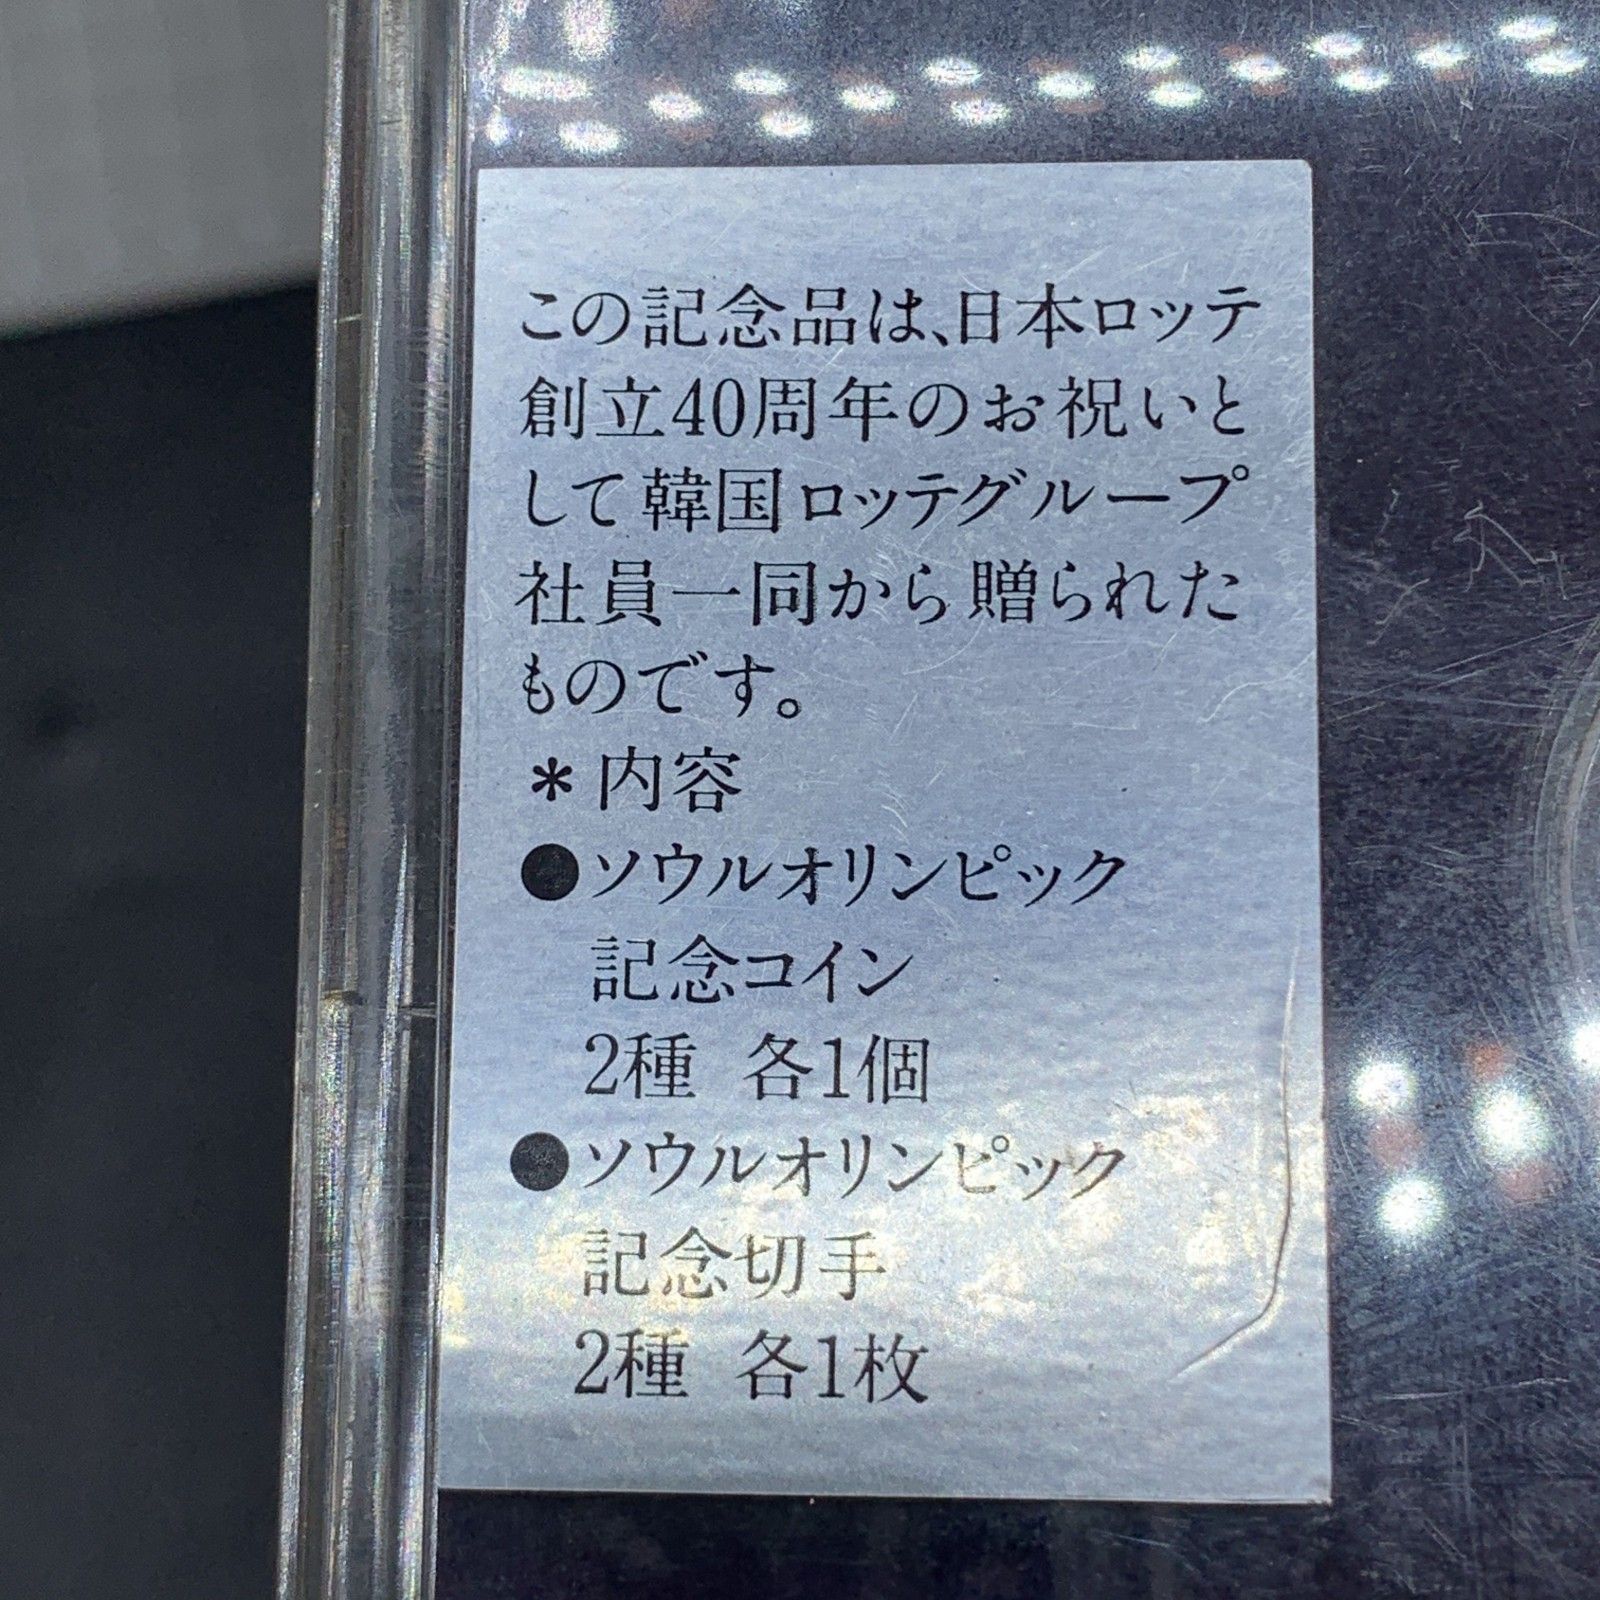 この記念品は、日本ロッテ
創立40周年のお祝いと
して韓国ロッテグループ
社員一同から贈られた
ものです。
＊内容
●ソウルオリンピック
記念コイン
2種 各1個
●ソウルオリンピック
記念切手
2種 各1枚